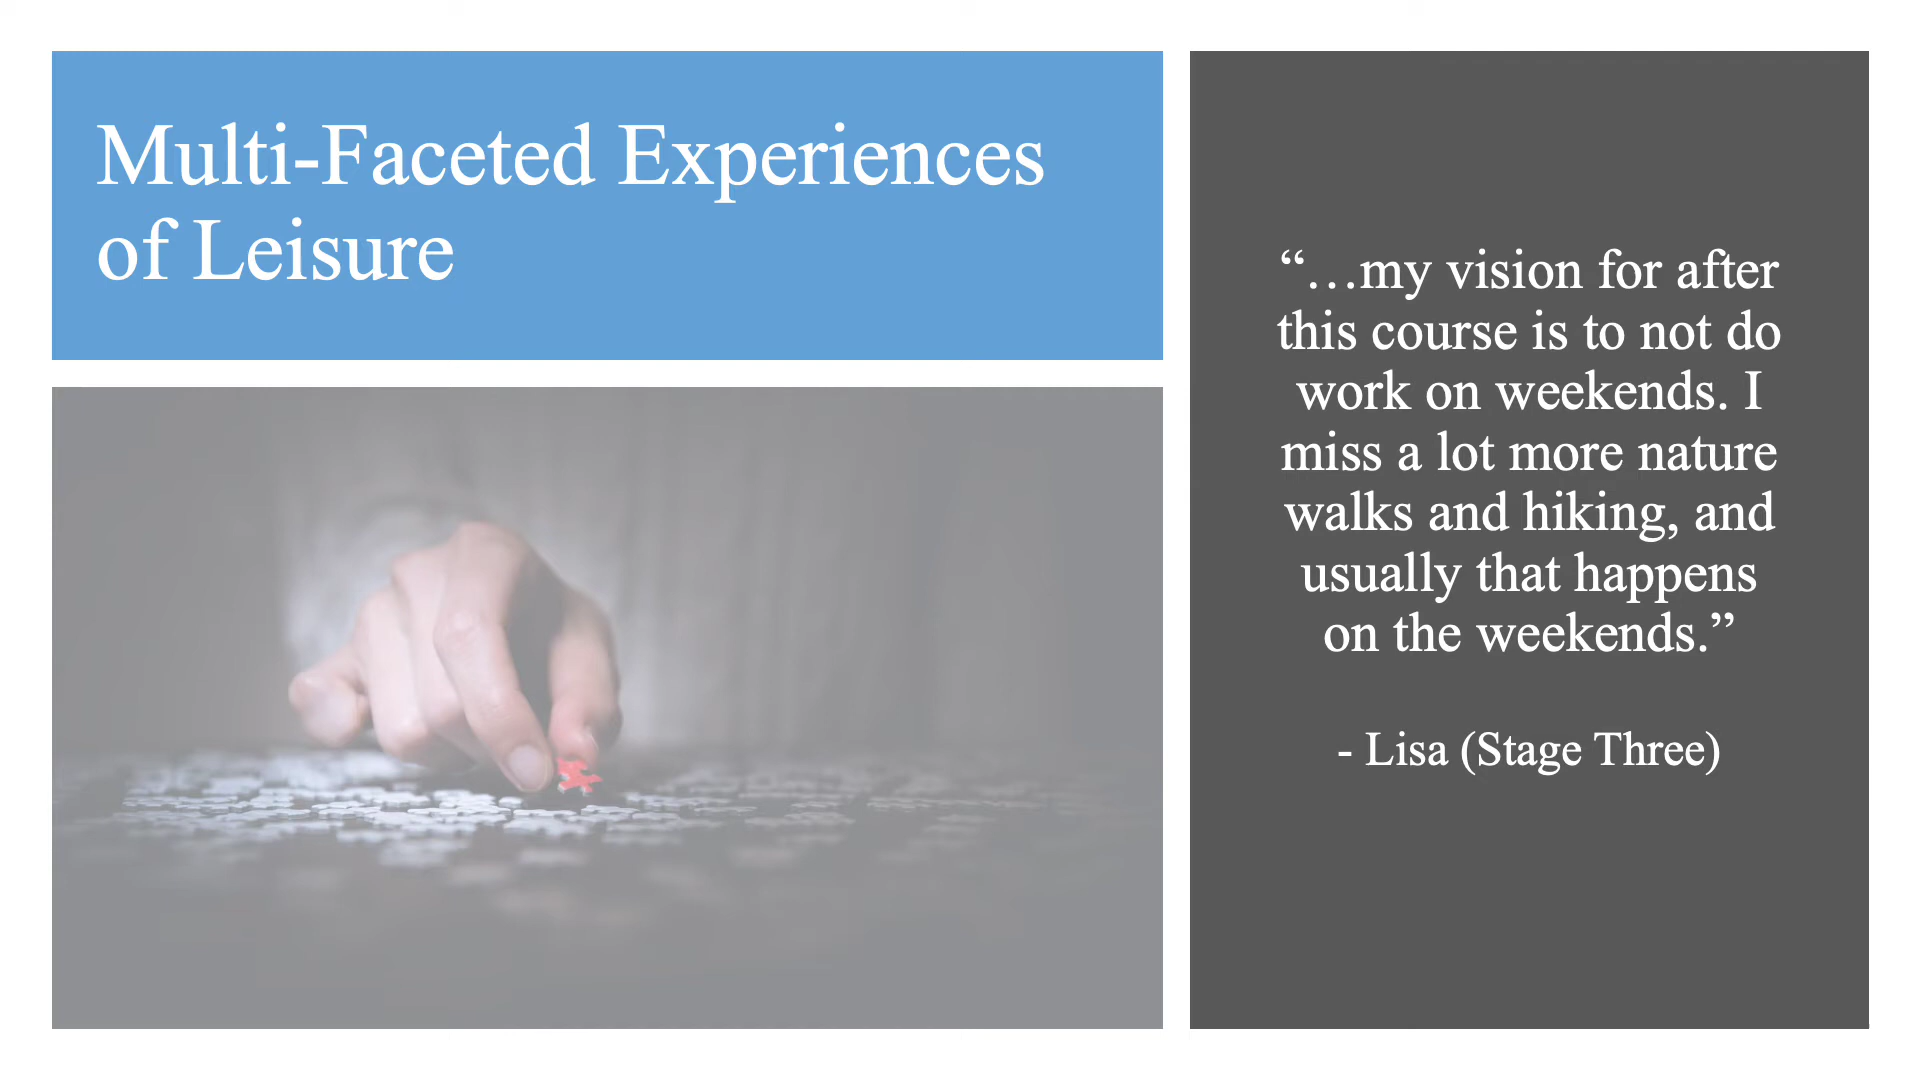 Multi-Faceted Experiences
of Leisure
“…my vision for after
this course is to not do
work on weekends. I
miss a lot more nature
walks and hiking, and
usually that happens
on the weekends.”
- Lisa (Stage Three)